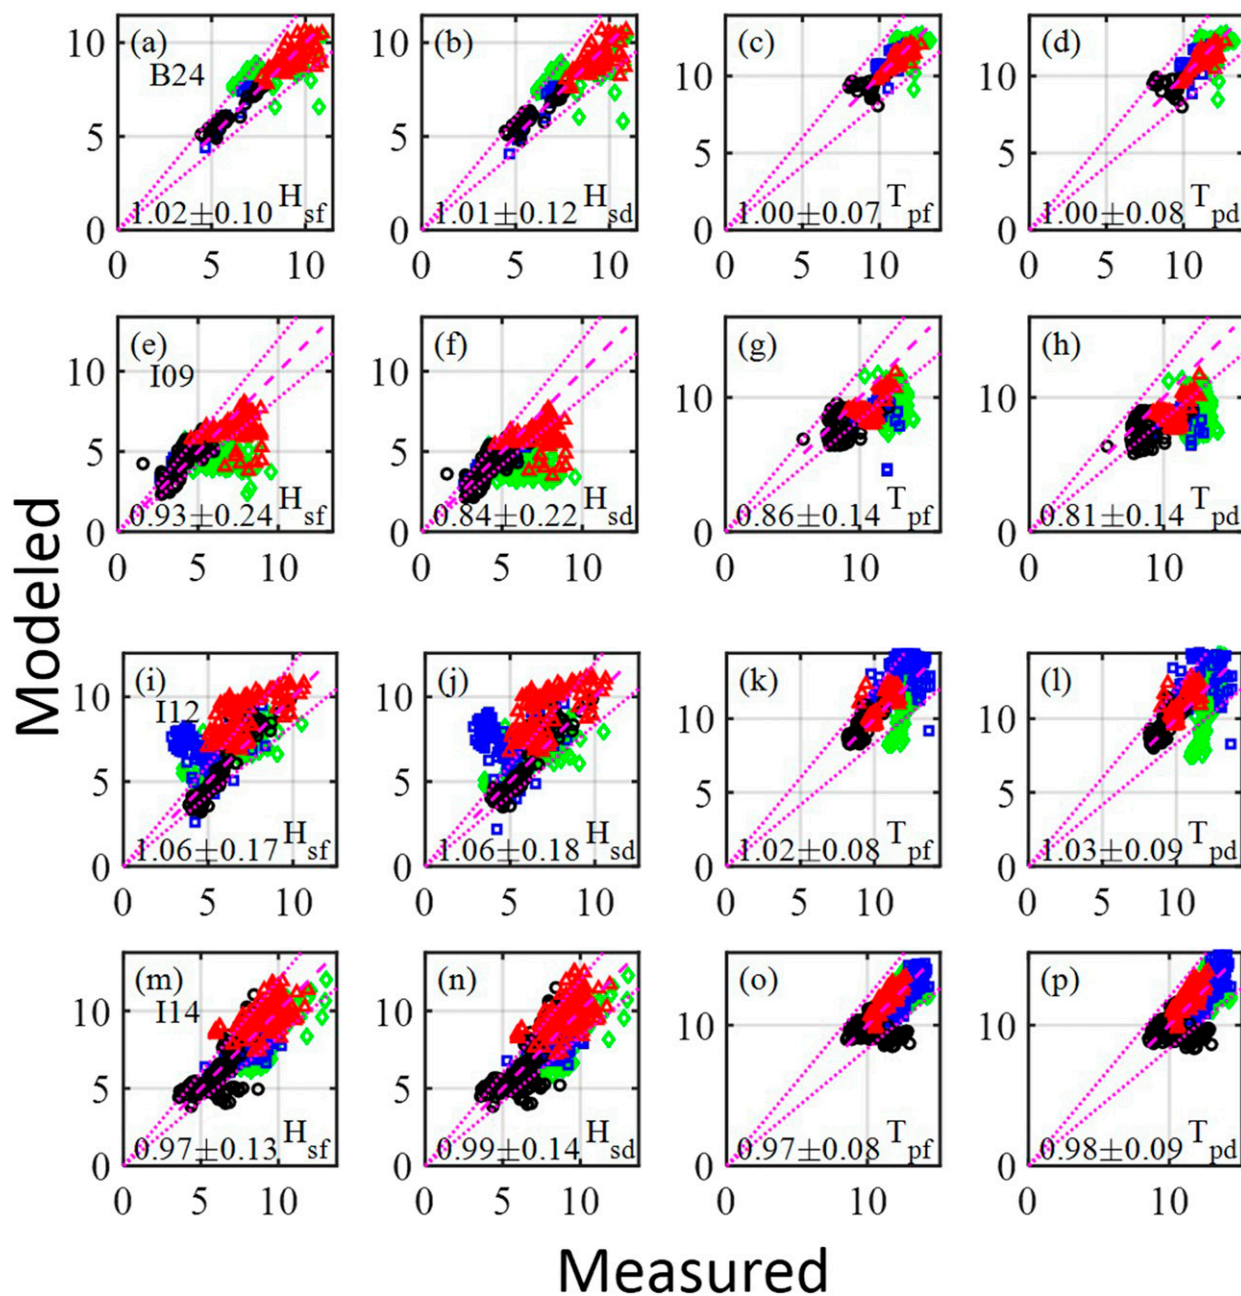 Modeled
(a)
B24
10
5
0
1.02±0.10
H sf
0 5 10
(b)
10
5
0
1.01±0.12
H sd
0 5 10
(c)
10
5
0
1.00±0.07
T pf
0 10
(d)
10
5
0
1.00±0.08
T pd
0 10
(e)
I09
10
5
0
0.93±0.24
H sf
0 5 10
(f)
10
5
0
0.84±0.22
H sd
0 5 10
(g)
10
0
0.86±0.14
T pf
0 10
(h)
10
0
0.81±0.14
T pd
0 10
(i)
I12
10
5
0
1.06±0.17
H sf
0 5 10
(j)
10
5
0
1.06±0.18
H sd
0 5 10
(k)
10
5
0
1.02±0.08
T pf
0 10
(l)
10
5
0
1.03±0.09
T pd
0 10
(m)
I14
10
5
0
0.97±0.13
H sf
0 5 10
(n)
10
5
0
0.99±0.14
H sd
0 5 10
(o)
10
0
0.97±0.08
T pf
0 10
(p)
10
0
0.98±0.09
T pd
0 10
Measured